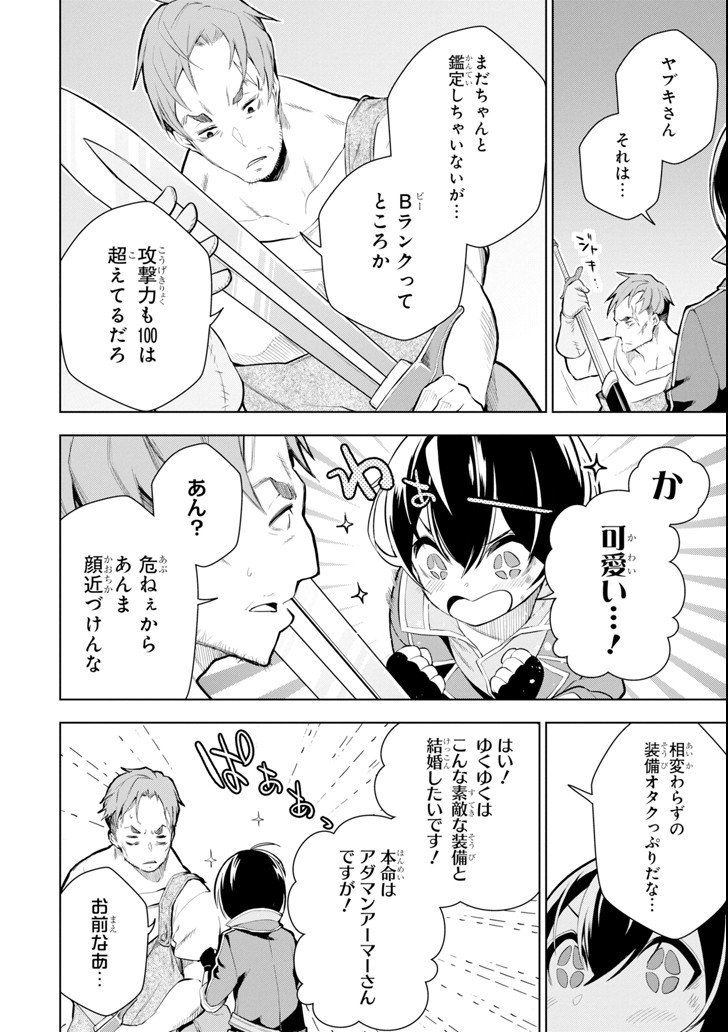 ヤブキさん
それは…
ジトキ…
まだちゃんと
鑑定しちゃいないが…
Bランクって
ところか
攻撃力も100は
超えてるだろ
か
可愛い…！
わぁ
あん？
危ねぇから
あんま
顔近づけんな
相変わらずの
装備オタクっぷりだな…
はい！
ゆくゆくは
こんな素敵な装備と
結婚したいです！
本命は
アダマンアーマーさん
ですが！
ぱぁぁっ
お前なあ…